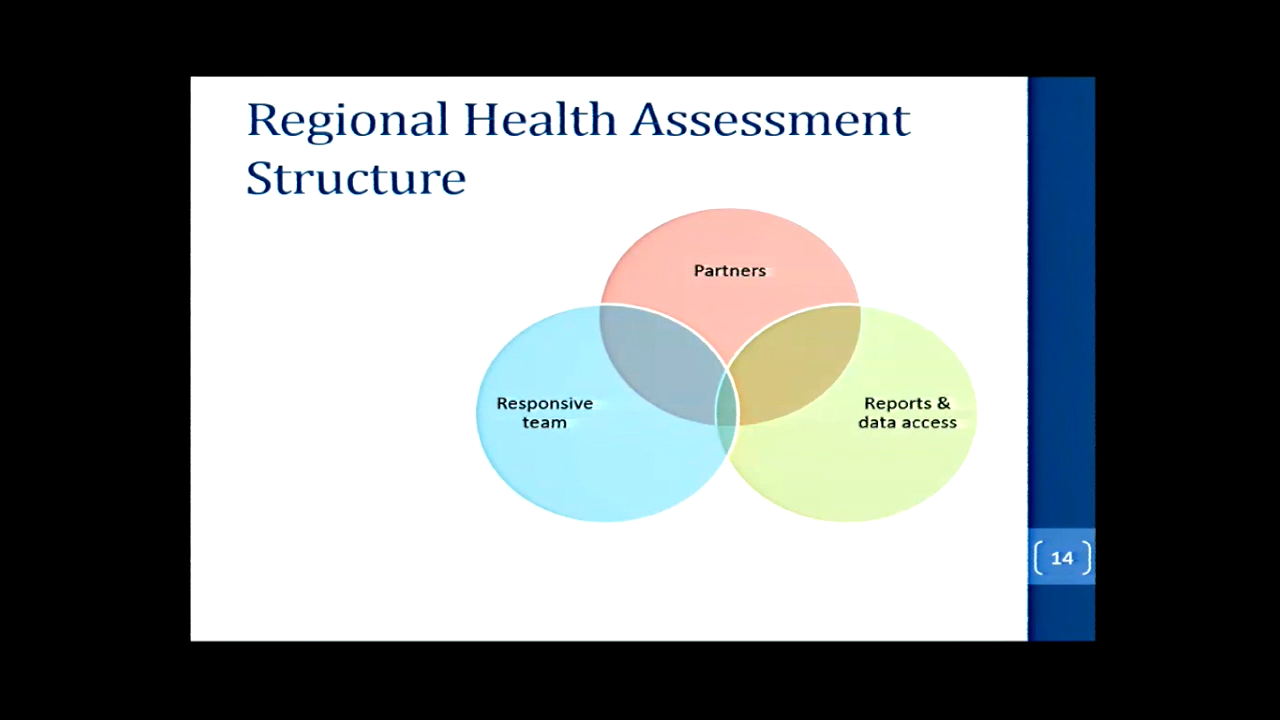 Regional Health Assessment
Structure
Partners
Responsive
team
Reports &
data access
14